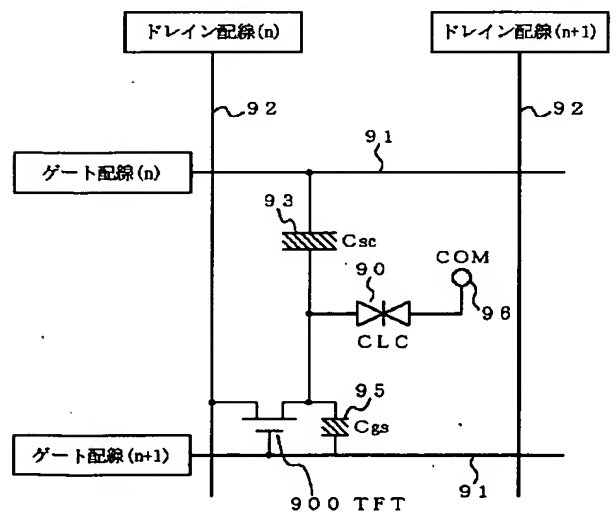 ドレイン配線(n)
ドレイン配線(n+1)
92
92
ゲート配線(n)
91
93
Csc
90
COM
96
CLC
95
Cgs
ゲート配線(n+1)
900 TFT
91